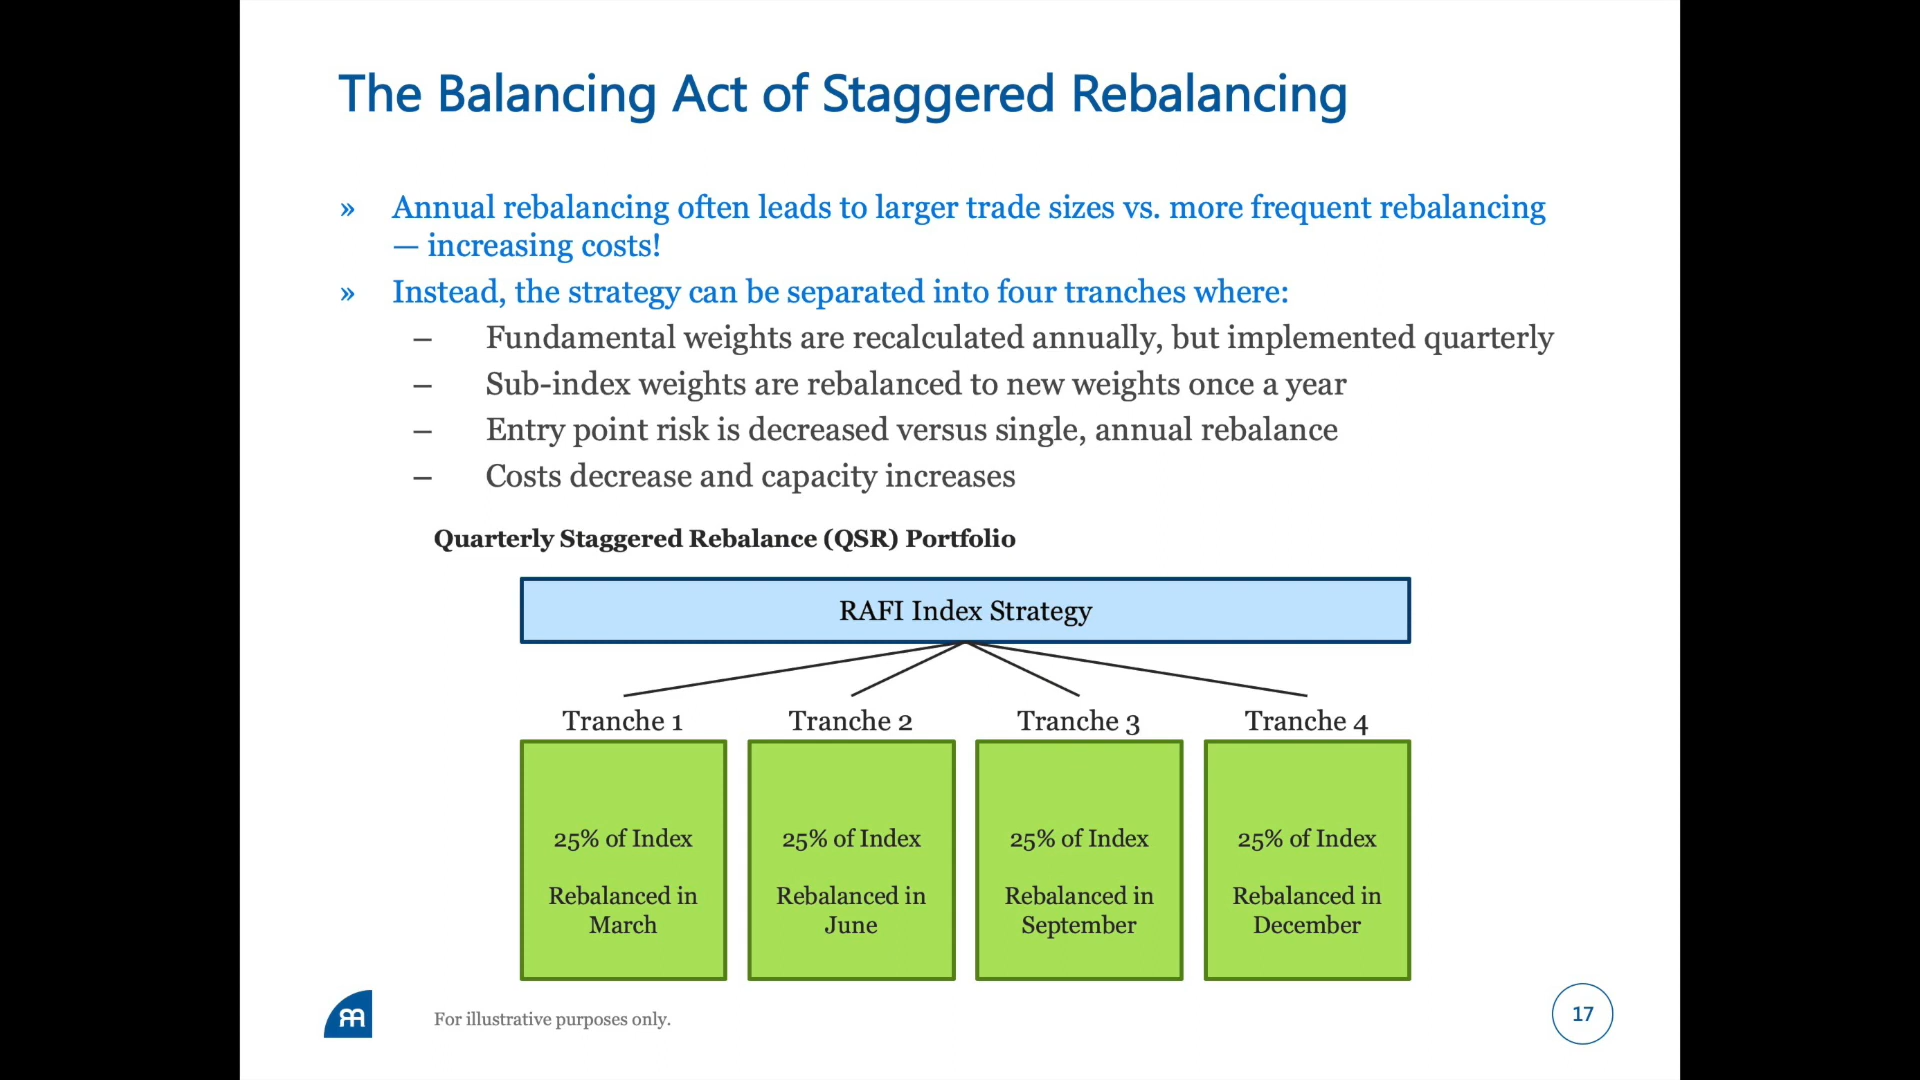 The Balancing Act of Staggered Rebalancing
» Annual rebalancing often leads to larger trade sizes vs. more frequent rebalancing
— increasing costs!
» Instead, the strategy can be separated into four tranches where:
– Fundamental weights are recalculated annually, but implemented quarterly
– Sub-index weights are rebalanced to new weights once a year
– Entry point risk is decreased versus single, annual rebalance
– Costs decrease and capacity increases
Quarterly Staggered Rebalance (QSR) Portfolio
RAFI Index Strategy
Tranche 1
25% of Index
Rebalanced in
March
Tranche 2
25% of Index
Rebalanced in
June
Tranche 3
25% of Index
Rebalanced in
September
Tranche 4
25% of Index
Rebalanced in
December
For illustrative purposes only.
17